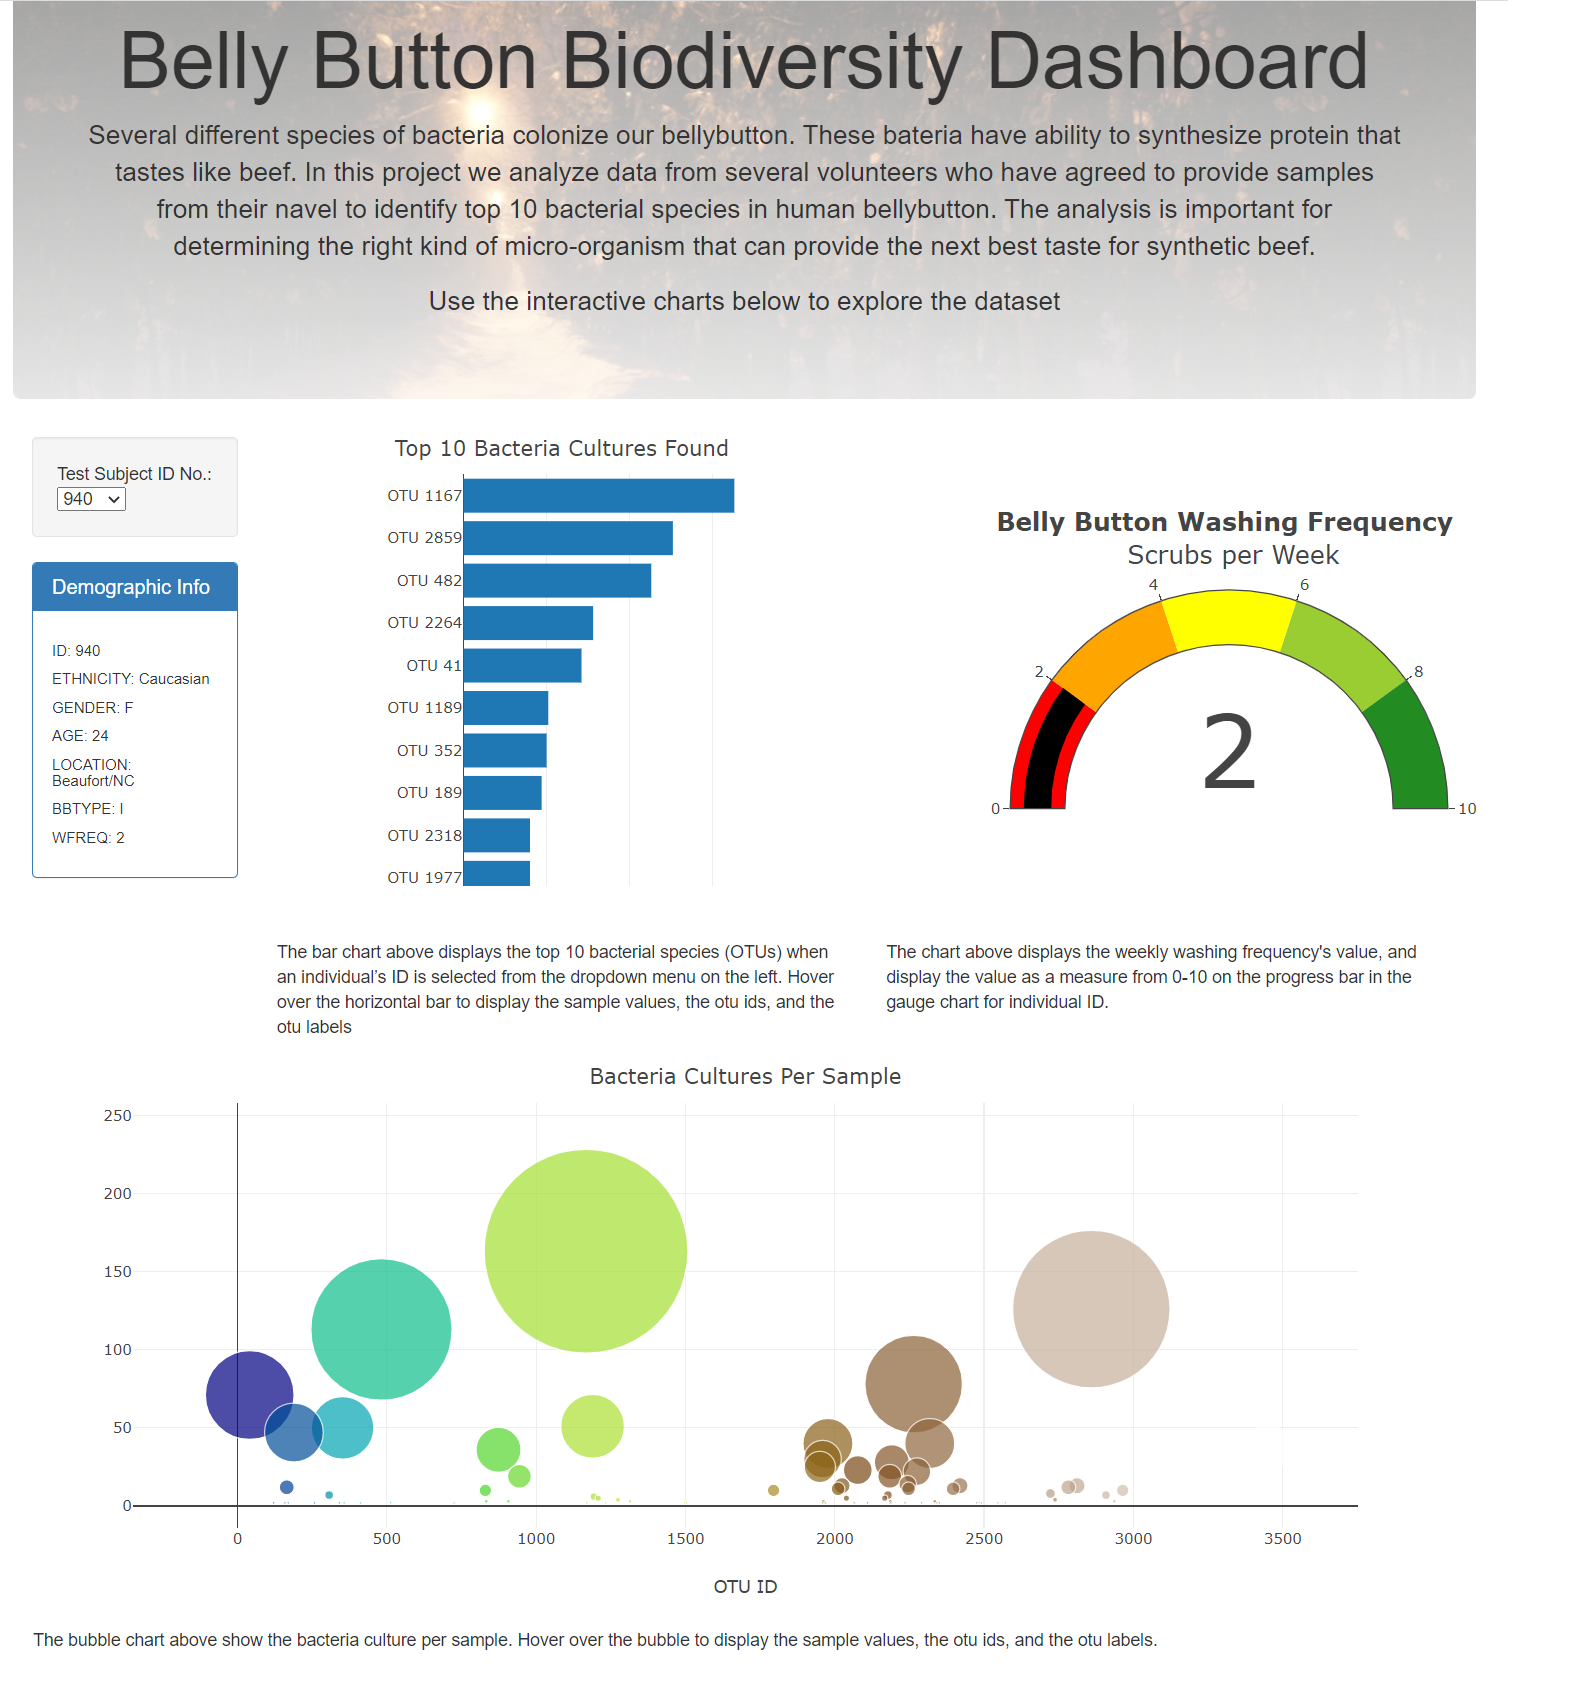 Belly Button Biodiversity Dashboard
Several different species of bacteria colonize our bellybutton. These bateria have ability to synthesize protein that
tastes like beef. In this project we analyze data from several volunteers who have agreed to provide samples
from their navel to identify top 10 bacterial species in human bellybutton. The analysis is important for
determining the right kind of micro-organism that can provide the next best taste for synthetic beef.
Use the interactive charts below to explore the dataset
Test Subject ID No.:
940
Demographic Info
ID: 940
ETHNICITY: Caucasian
GENDER: F
AGE: 24
LOCATION:
Beaufort/NC
BBTYPE: I
WFREQ: 2
Top 10 Bacteria Cultures Found
OTU 1167
OTU 2859
OTU 482
OTU 2264
OTU 41
OTU 1189
OTU 352
OTU 189
OTU 2318
OTU 1977
Belly Button Washing Frequency
Scrubs per Week
0
2
4
6
8
10
2
The bar chart above displays the top 10 bacterial species (OTUs) when
an individual's ID is selected from the dropdown menu on the left. Hover
over the horizontal bar to display the sample values, the otu ids, and the
otu labels
The chart above displays the weekly washing frequency's value, and
display the value as a measure from 0-10 on the progress bar in the
gauge chart for individual ID.
Bacteria Cultures Per Sample
250
200
150
100
50
0
0 500 1000 1500 2000 2500 3000 3500
OTU ID
The bubble chart above show the bacteria culture per sample. Hover over the bubble to display the sample values, the otu ids, and the otu labels.